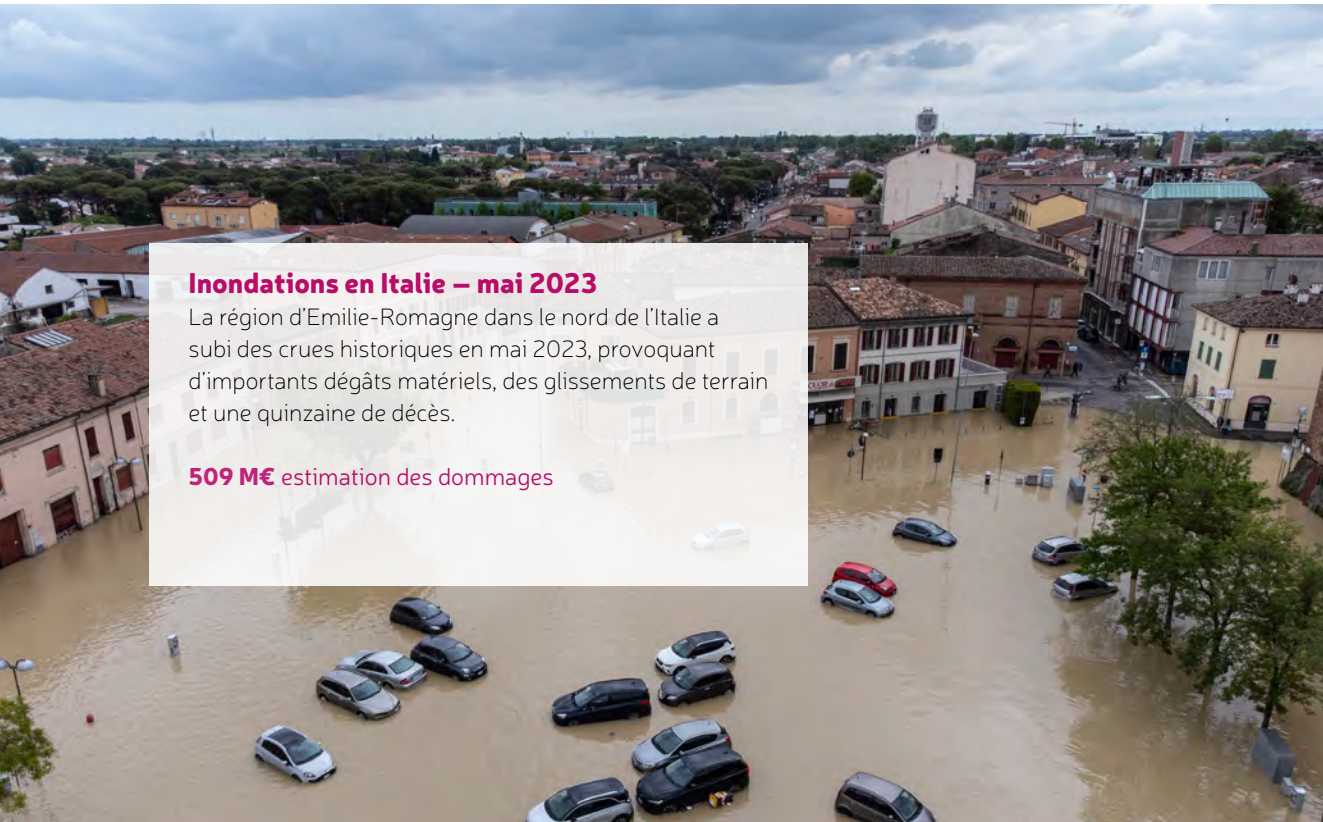 Inondations en Italie – mai 2023
La région d’Emilie-Romagne dans le nord de l’Italie a
subi des crues historiques en mai 2023, provoquant
d’importants dégâts matériels, des glissements de terrain
et une quinzaine de décès.
509 M€ estimation des dommages